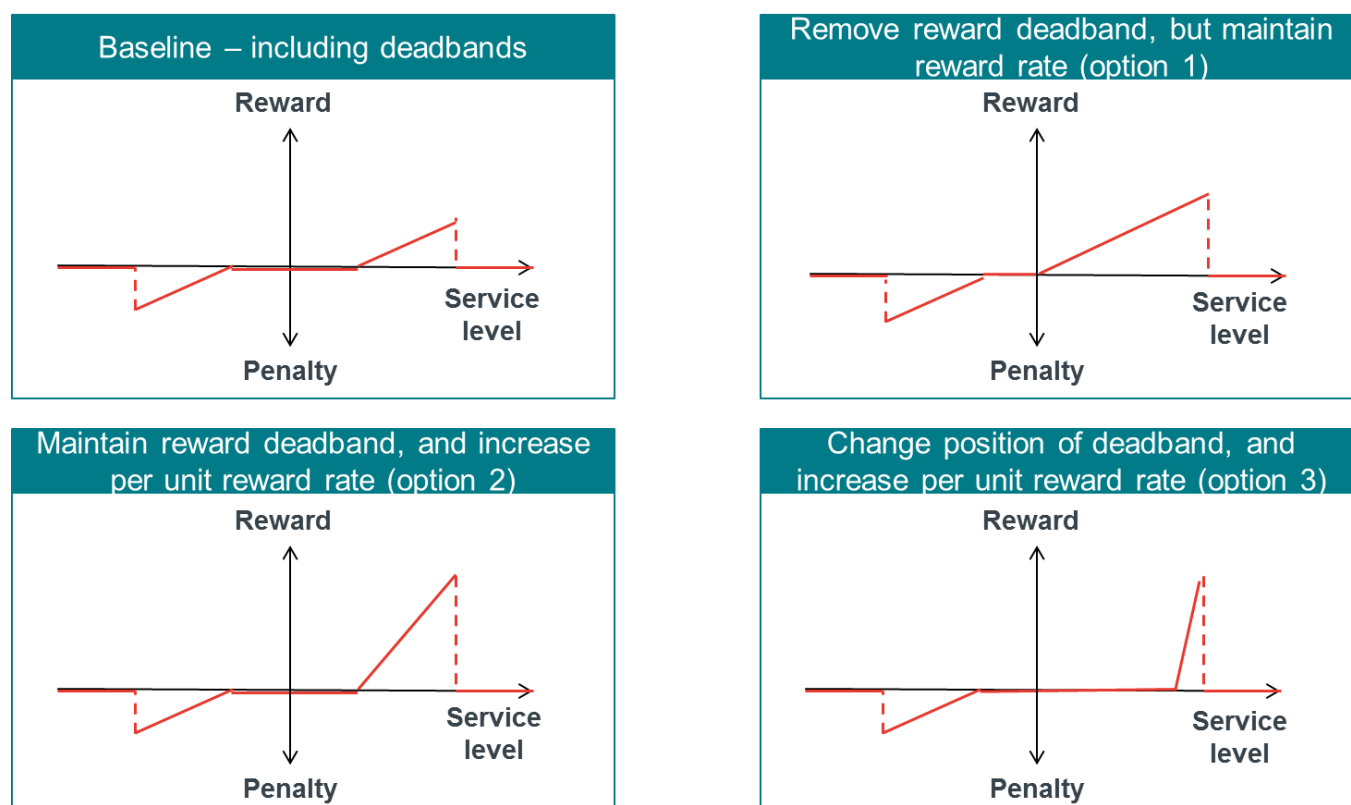 Baseline – including deadbands
Reward
Service
level
Penalty
Remove reward deadband, but maintain
reward rate (option 1)
Reward
Service
level
Penalty
Maintain reward deadband, and increase
per unit reward rate (option 2)
Reward
Service
level
Penalty
Change position of deadband, and
increase per unit reward rate (option 3)
Reward
Service
level
Penalty